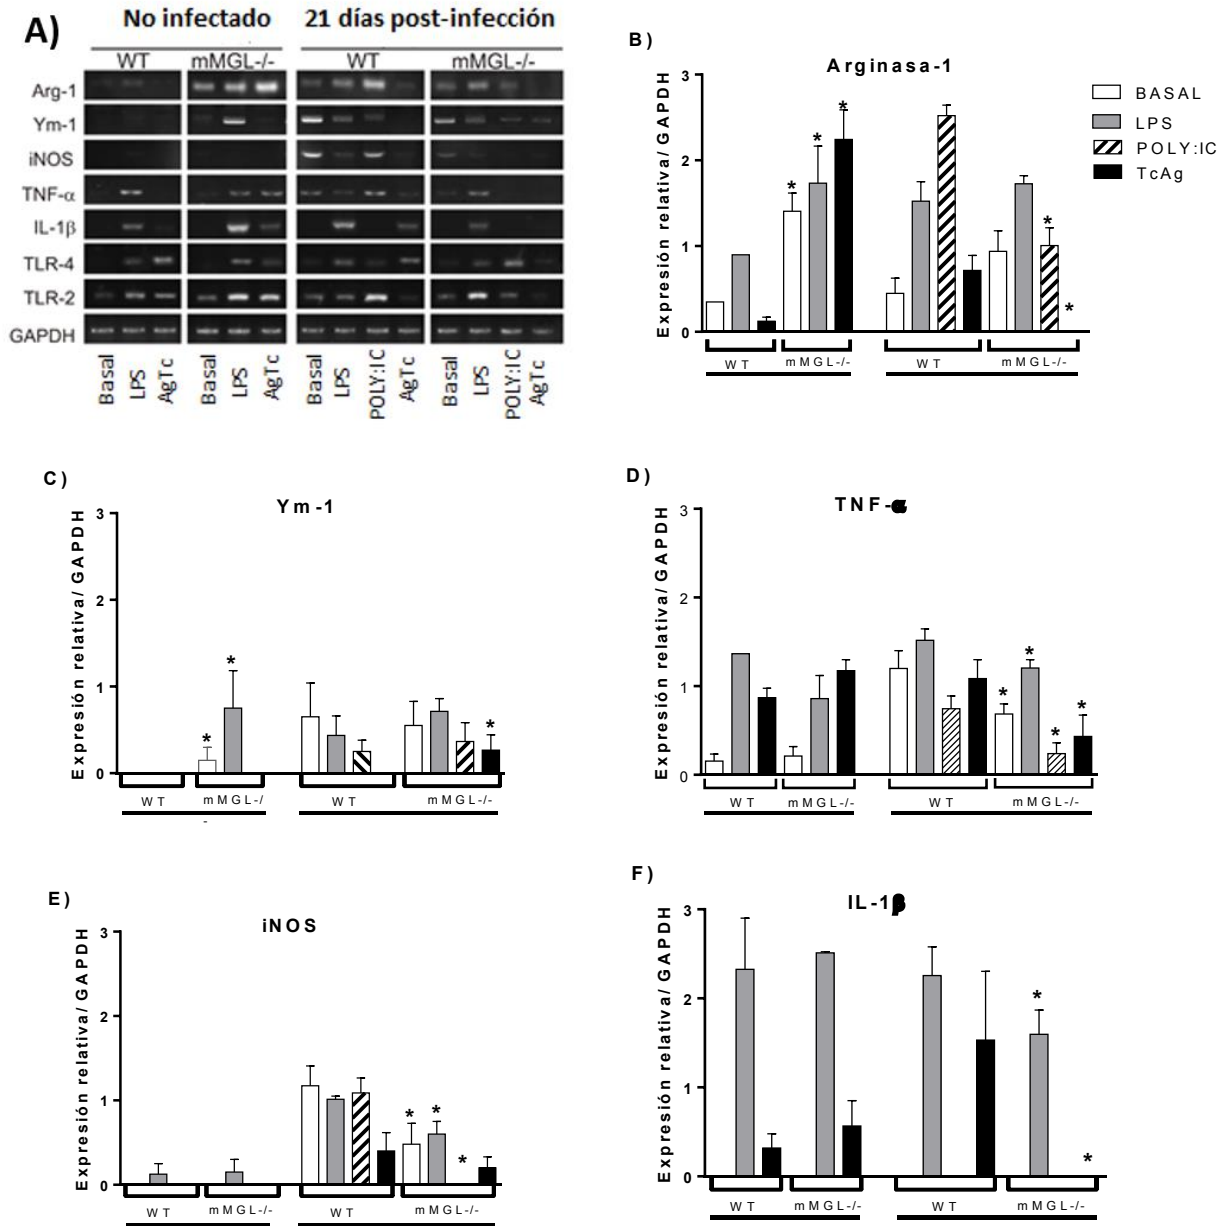 A)
No infectado 21 días post-infección
WT mMGL-/- WT mMGL-/-
Arg-1
Ym-1
iNOS
TNF-α
IL-1β
TLR-4
TLR-2
GAPDH
Basal LPS AgTc Basal LPS AgTc Basal LPS POLY:IC AgTc Basal LPS POLY:IC AgTc
B)
Arginasa-1
Expresión relativa/ GAPDH
3
2
1
0
* * * * *
WT mMGL-/- WT mMGL-/-
BASAL
LPS
POLY:IC
TcAg
C)
Ym-1
Expresión relativa/ GAPDH
3
2
1
0
* * *
WT mMGL-/ WT mMGL-/-
-
D)
TNF-α
Expresión relativa/ GAPDH
3
2
1
0
* * * *
WT mMGL-/- WT mMGL-/-
E)
iNOS
Expresión relativa/ GAPDH
3
2
1
0
* * *
WT mMGL-/- WT mMGL-/-
F)
IL-1β
Expresión relativa/ GAPDH
3
2
1
0
* *
WT mMGL-/- WT mMGL-/-